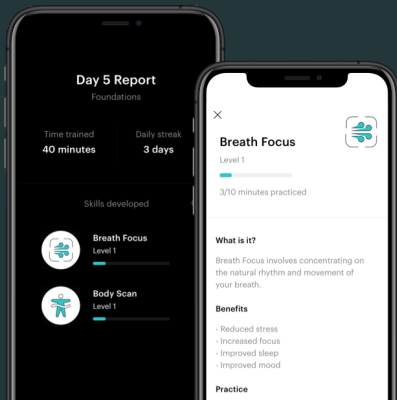 Day 5 Report
Foundations
Time trained
40 minutes
Daily streak
3 days
Skills developed
Breath Focus
Level 1
Body Scan
Level 1
Breath Focus
Level 1
3/10 minutes practiced
What is it?
Breath Focus involves concentrating on
the natural rhythm and movement of
your breath.
Benefits
- Reduced stress
- Increased focus
- Improved sleep
- Improved mood
Practice